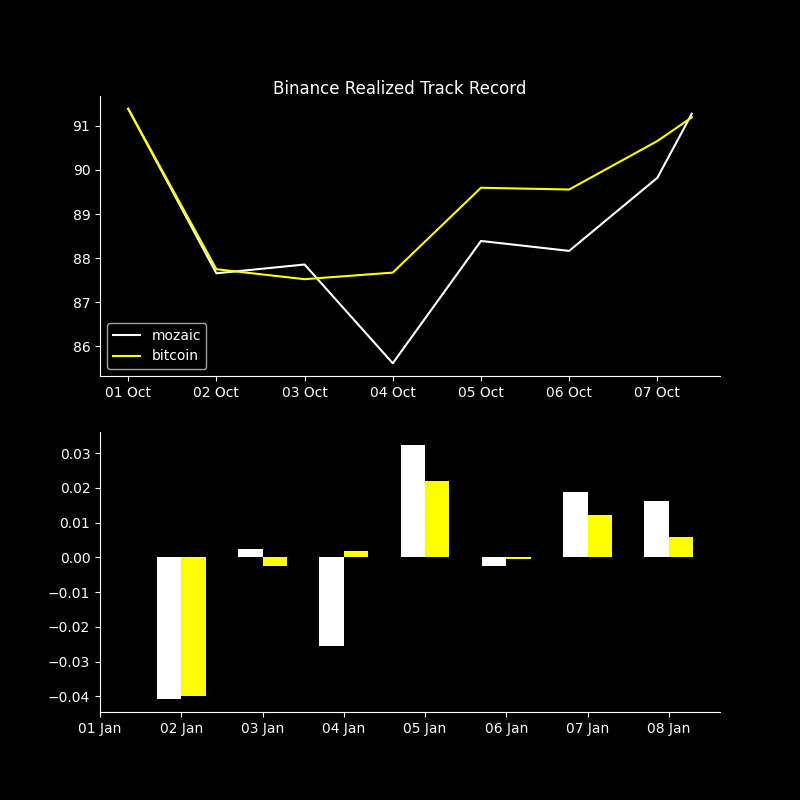 Binance Realized Track Record
91
90
89
88
87
86
mozaic
bitcoin
01 Oct 02 Oct 03 Oct 04 Oct 05 Oct 06 Oct 07 Oct
0.03
0.02
0.01
0.00
−0.01
−0.02
−0.03
−0.04
01 Jan 02 Jan 03 Jan 04 Jan 05 Jan 06 Jan 07 Jan 08 Jan